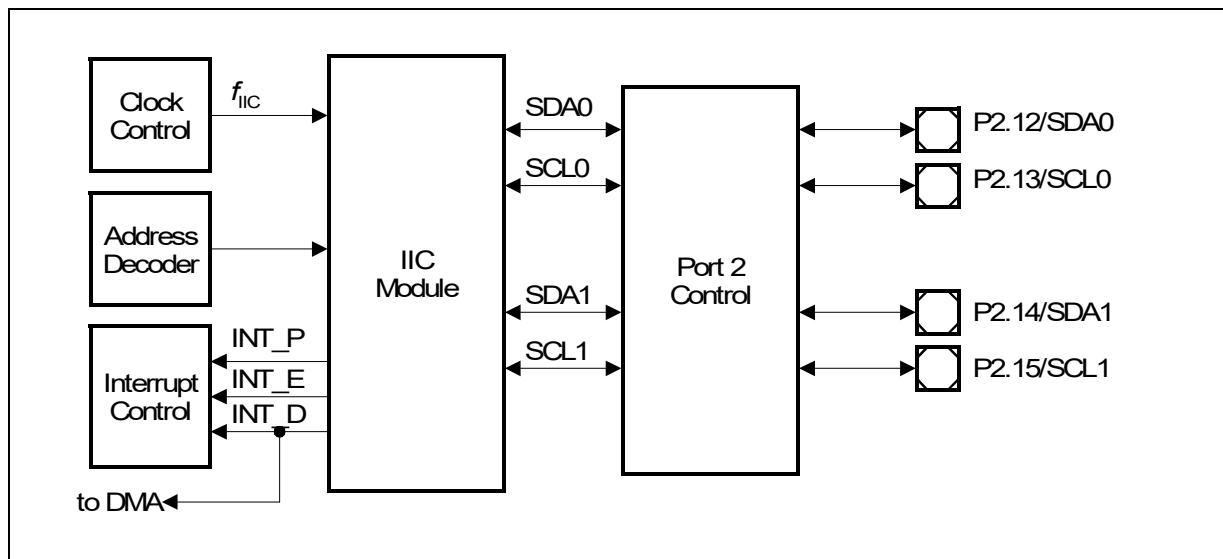 Clock
Control
fIIC
Address
Decoder
Interrupt
Control
INT_P
INT_E
INT_D
to DMA
IIC
Module
SDA0
SCL0
SDA1
SCL1
Port 2
Control
P2.12/SDA0
P2.13/SCL0
P2.14/SDA1
P2.15/SCL1